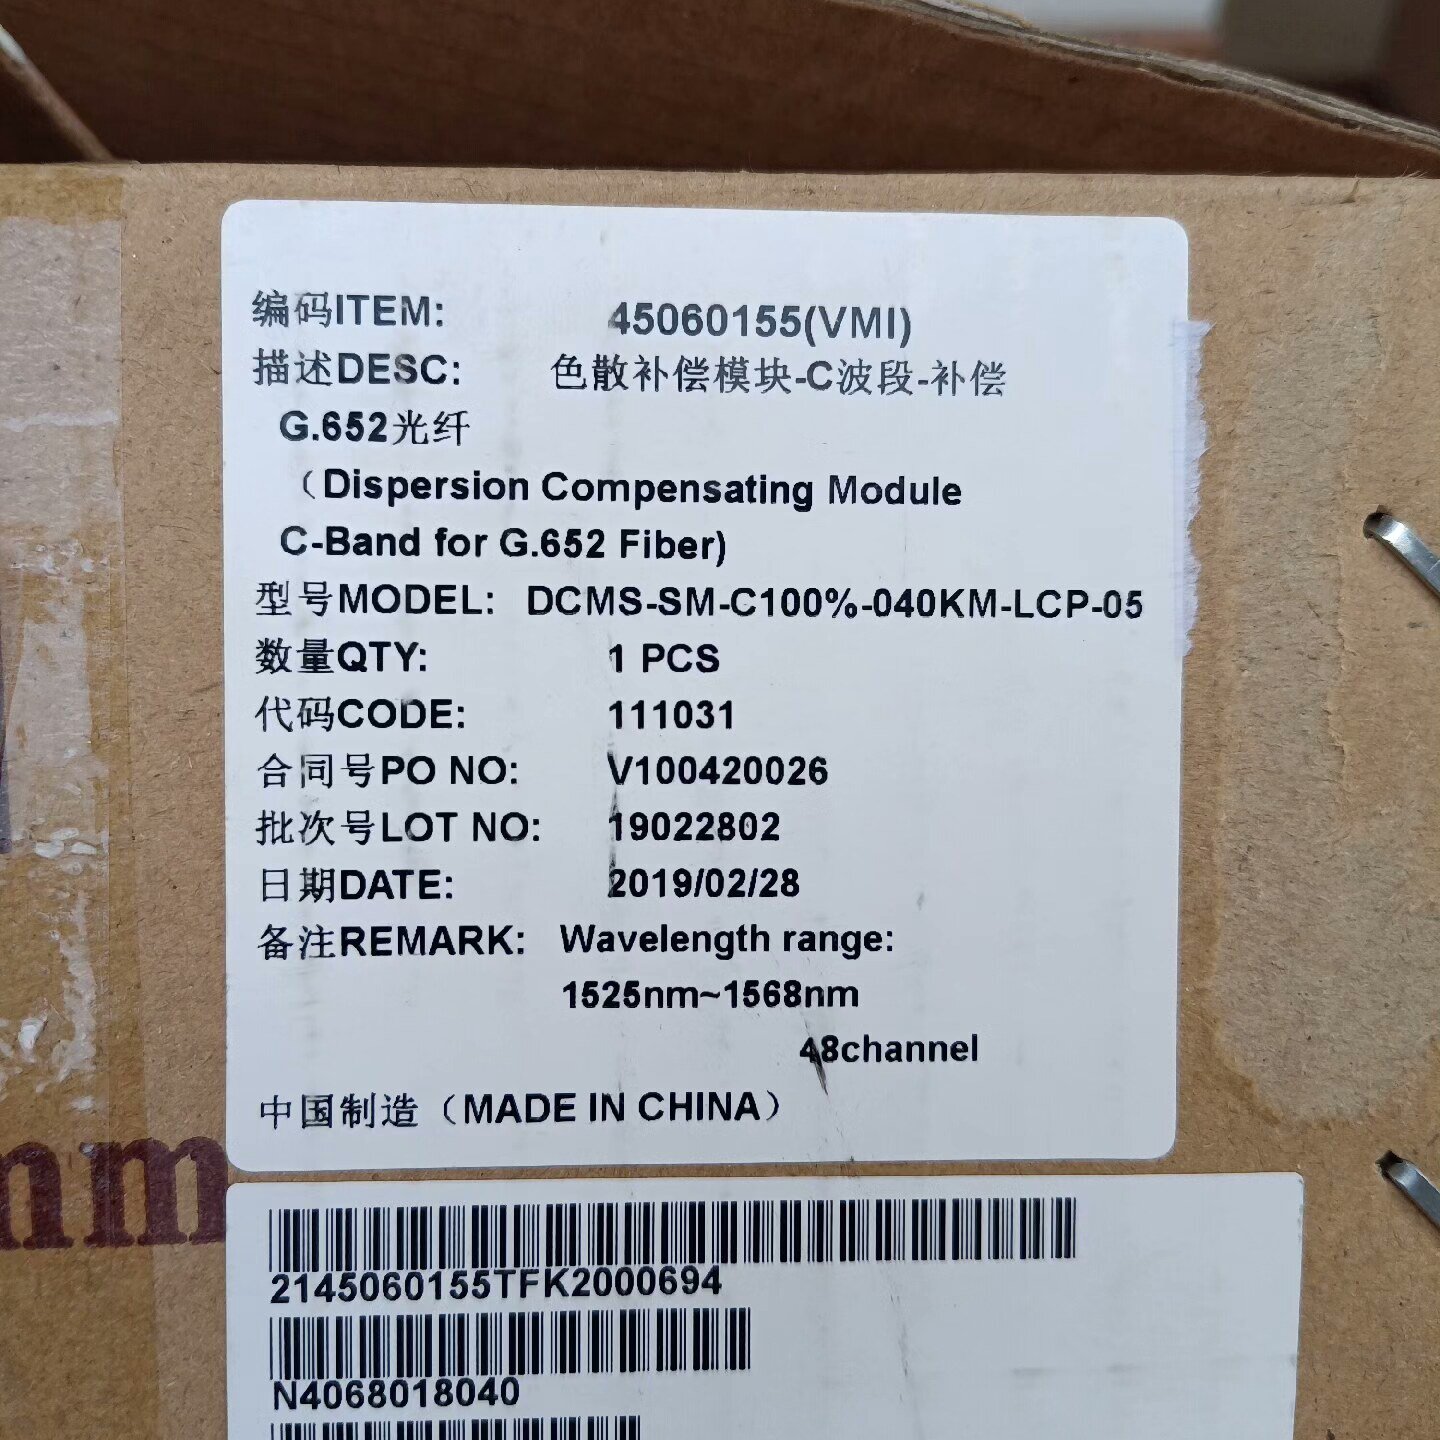 编码ITEM: 45060155(VMI)
描述DESC: 色散补偿模块-C波段-补偿
G.652光纤
（Dispersion Compensating Module
C-Band for G.652 Fiber)
型号MODEL: DCMS-SM-C100%-040KM-LCP-05
数量QTY: 1 PCS
代码CODE: 111031
合同号PO NO: V100420026
批次号LOT NO: 19022802
日期DATE: 2019/02/28
备注REMARK: Wavelength range:
1525nm~1568nm
48channel
中国制造（MADE IN CHINA）
nm
2145060155TFK2000694
N4068018040